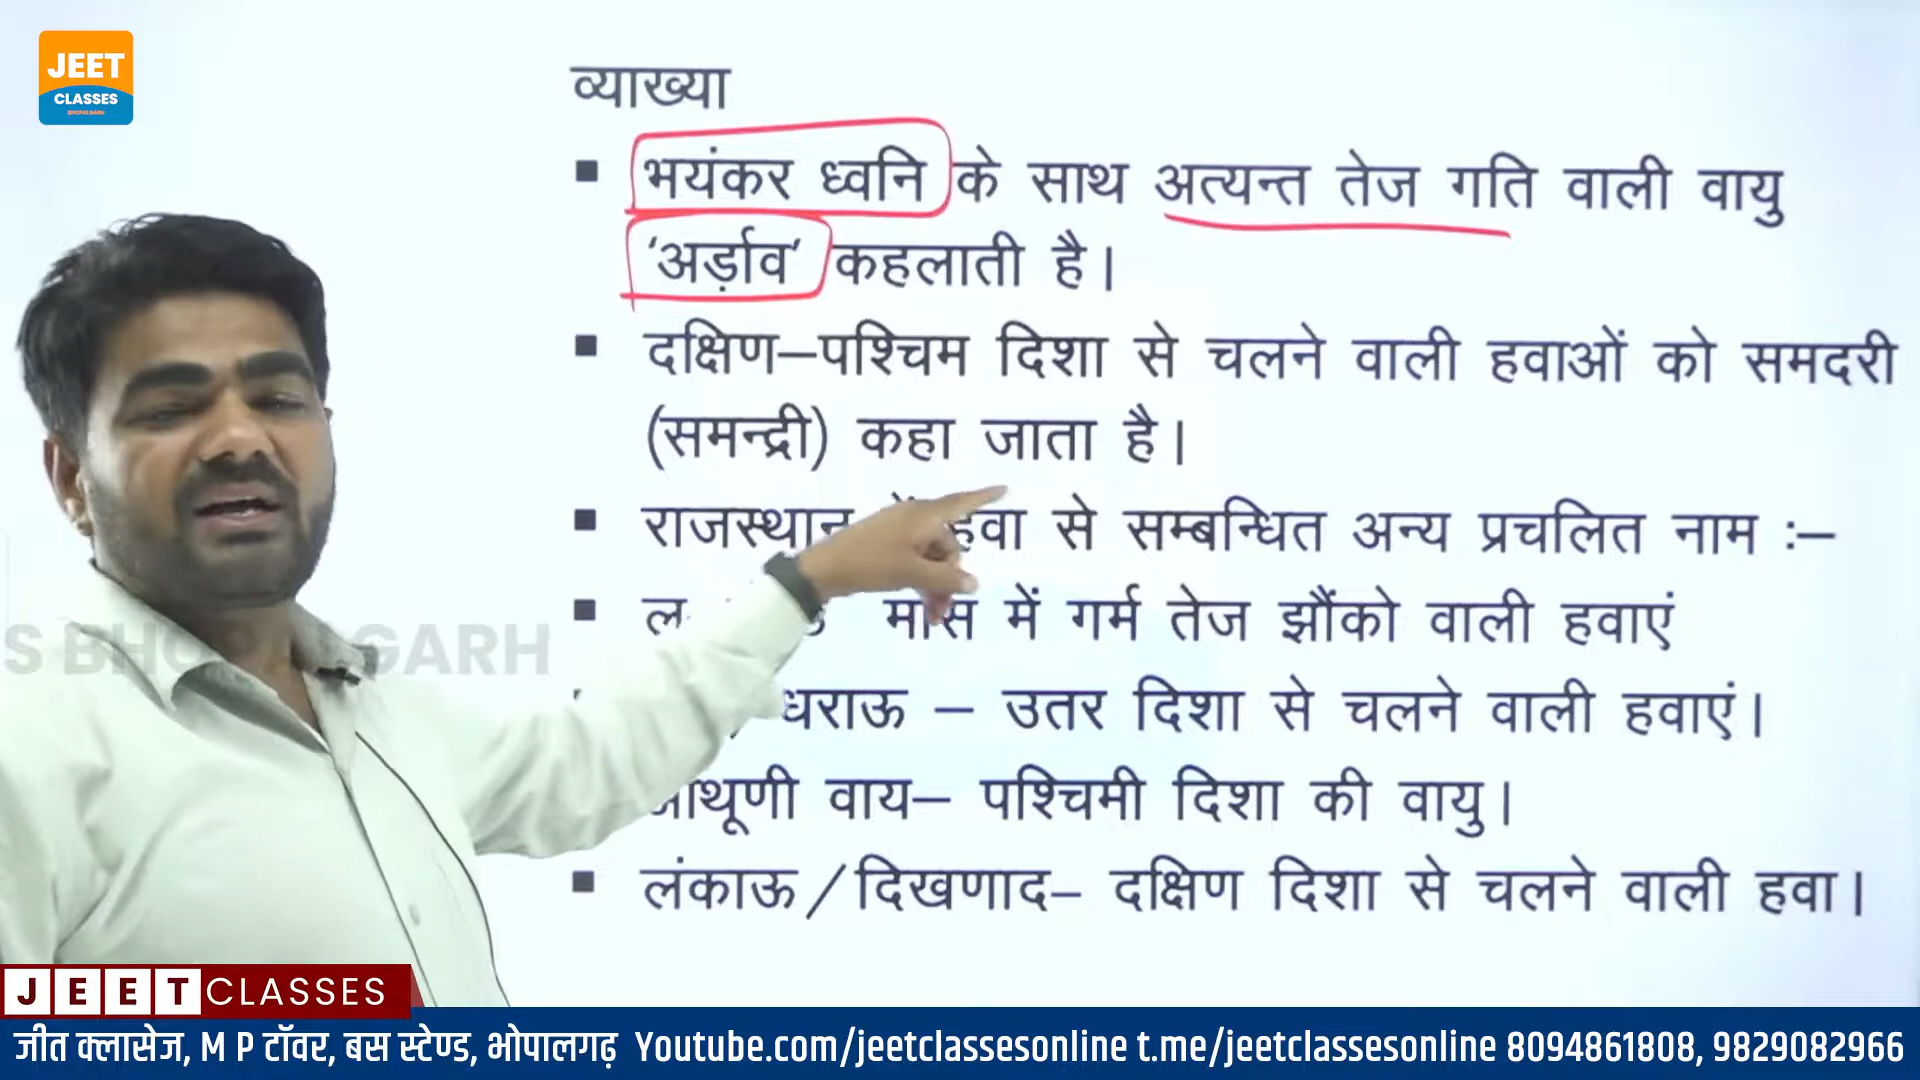 JEET
CLASSES
व्याख्या
▪ भयंकर ध्वनि के साथ अत्यन्त तेज गति वाली वायु
‘अर्ड़ाव’ कहलाती है।
▪ दक्षिण–पश्चिम दिशा से चलने वाली हवाओं को समदरी
(समन्द्री) कहा जाता है।
▪ राजस्थान में हवा से सम्बन्धित अन्य प्रचलित नाम :–
▪ मास में गर्म तेज झौंको वाली हवाएं
धराऊ – उतर दिशा से चलने वाली हवाएं।
वाय– पश्चिमी दिशा की वायु।
▪ लंकाऊ/दिखणाद– दक्षिण दिशा से चलने वाली हवा।
S BHOPALGARH
JEET CLASSES
जीत क्लासेज, M P टॉवर, बस स्टेण्ड, भोपालगढ़ Youtube.com/jeetclassesonline t.me/jeetclassesonline 8094861808, 9829082966